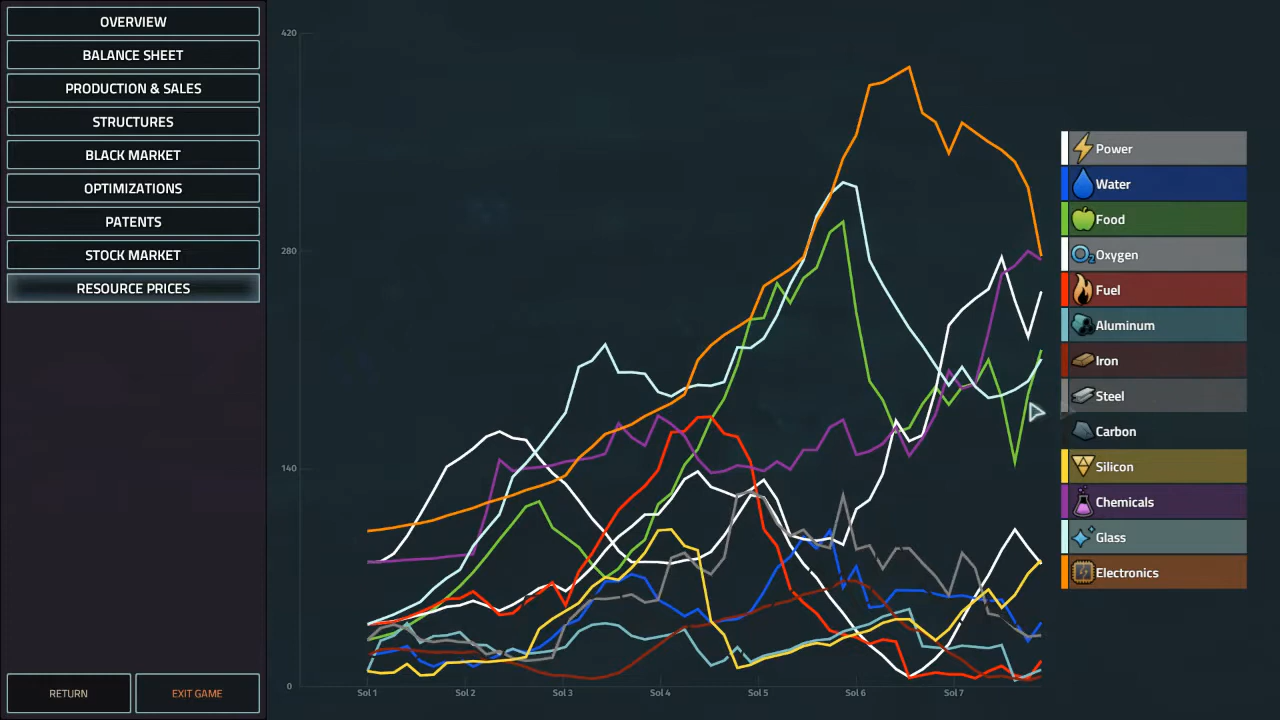 OVERVIEW
BALANCE SHEET
PRODUCTION & SALES
STRUCTURES
BLACK MARKET
OPTIMIZATIONS
PATENTS
STOCK MARKET
RESOURCE PRICES
RETURN
EXIT GAME
420
280
140
0
Sol 1
Sol 2
Sol 3
Sol 4
Sol 5
Sol 6
Sol 7
Power
Water
Food
O2 Oxygen
Fuel
Aluminum
Iron
Steel
Carbon
Silicon
Chemicals
Glass
Electronics